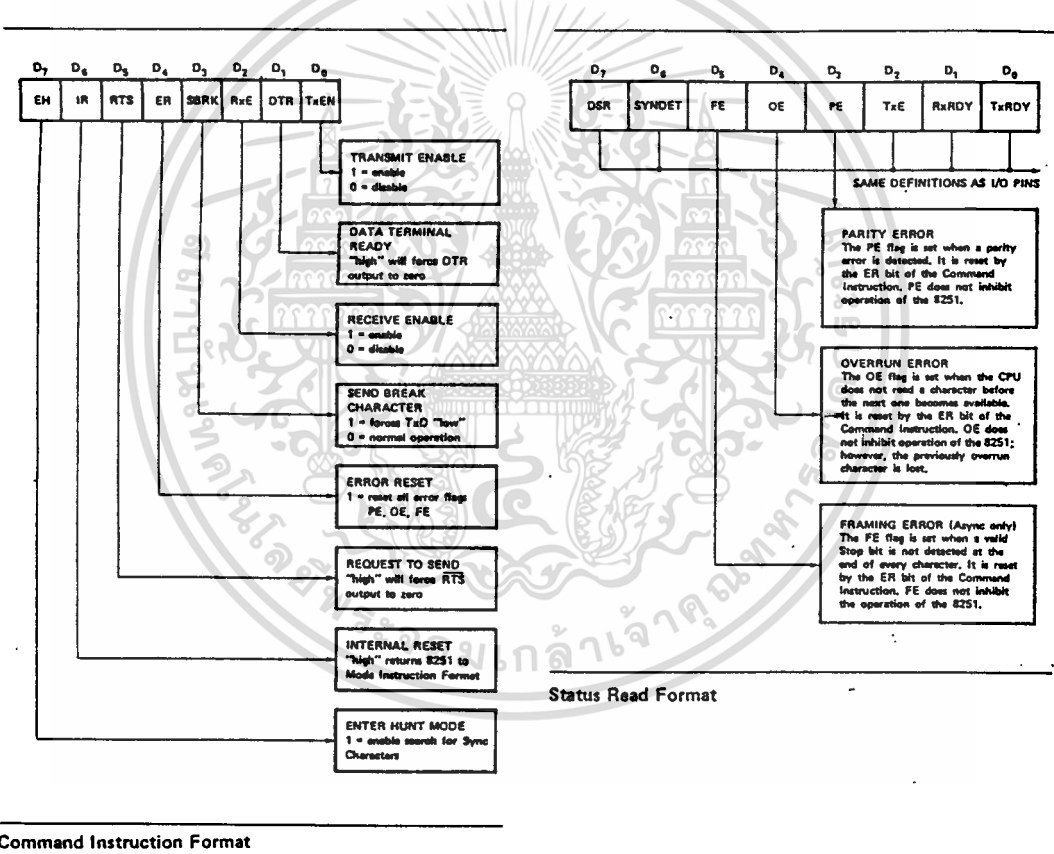 D7 D6 D5 D4 D3 D2 D1 D0
EH IR RTS ER SBRK RxE DTR TxEN
TRANSMIT ENABLE
1 = enable
0 = disable
DATA TERMINAL
READY
"high" will force DTR
output to zero
RECEIVE ENABLE
1 = enable
0 = disable
SEND BREAK
CHARACTER
1 = forces TxD "low"
0 = normal operation
ERROR RESET
1 = reset all error flags
PE, OE, FE
REQUEST TO SEND
"high" will force R̅T̅S̅
output to zero
INTERNAL RESET
"high" returns 8251 to
Mode Instruction Format
ENTER HUNT MODE
1 = enable search for Sync
Characters
Command Instruction Format
D7 D6 D5 D4 D3 D2 D1 D0
DSR SYNDET FE OE PE TxE RxRDY TxRDY
SAME DEFINITIONS AS I/O PINS
PARITY ERROR
The PE flag is set when a parity
error is detected. It is reset by
the ER bit of the Command
Instruction. PE does not inhibit
operation of the 8251.
OVERRUN ERROR
The OE flag is set when the CPU
does not read a character before
the next one becomes available.
It is reset by the ER bit of the
Command Instruction. OE does
not inhibit operation of the 8251;
however, the previously overrun
character is lost.
FRAMING ERROR (Async only)
The FE flag is set when a valid
Stop bit is not detected at the
end of every character. It is reset
by the ER bit of the Command
Instruction. FE does not inhibit
the operation of the 8251.
Status Read Format